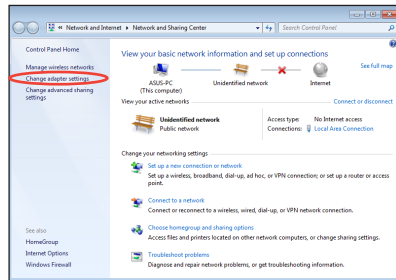 « Network and Internet ▸ Network and Sharing Center
Search Control Panel
Control Panel Home
Manage wireless networks
Change adapter settings
Change advanced sharing
settings
View your basic network information and set up connections
See full map
ASUS-PC
(This computer)
Unidentified network
Internet
View your active networks
Connect or disconnect
Unidentified network
Public network
Access type: No Internet access
Connections: Local Area Connection
Change your networking settings
Set up a new connection or network
Set up a wireless, broadband, dial-up, ad hoc, or VPN connection; or set up a router or access
point.
Connect to a network
Connect or reconnect to a wireless, wired, dial-up, or VPN network connection.
Choose homegroup and sharing options
Access files and printers located on other network computers, or change sharing settings.
Troubleshoot problems
Diagnose and repair network problems, or get troubleshooting information.
See also
HomeGroup
Internet Options
Windows Firewall